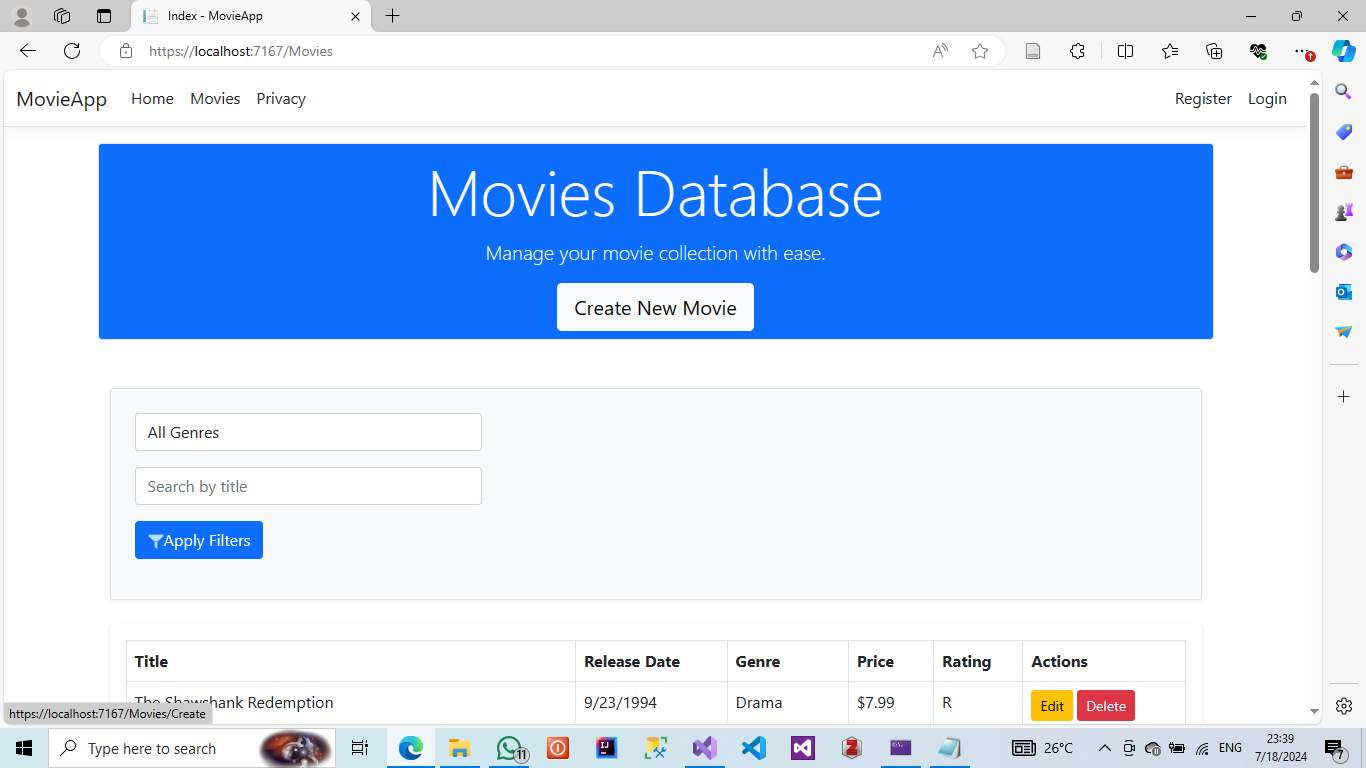 Index - MovieApp
https://localhost:7167/Movies
MovieApp Home Movies Privacy Register Login
Movies Database
Manage your movie collection with ease.
Create New Movie
All Genres
Search by title
Apply Filters
Title Release Date Genre Price Rating Actions
The Shawshank Redemption 9/23/1994 Drama $7.99 R Edit Delete
https://localhost:7167/Movies/Create
Type here to search 11 26°C ENG 23:39
7/18/2024 7